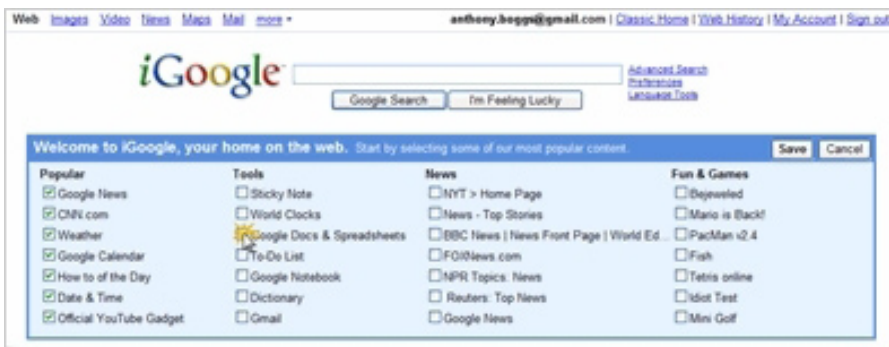 Web Images Video News Maps Mail more anthony.boggs@gmail.com | Classic Home | Web History | My Account | Sign out
iGoogle
Advanced Search
Preferences
Language Tools
Google Search I'm Feeling Lucky
Welcome to iGoogle, your home on the web. Start by selecting some of our most popular content. Save Cancel
Popular Tools News Fun & Games
Google News Sticky Note NYT > Home Page Bejeweled
CNN.com World Clocks News - Top Stories Mario is Back!
Weather Google Docs & Spreadsheets BBC News | News Front Page | World Ed... PacMan v2.4
Google Calendar To-Do List FOXNews.com Fish
How to of the Day Google Notebook NPR Topics: News Tetris online
Date & Time Dictionary Reuters: Top News Idiot Test
Official YouTube Gadget Gmail Google News Mini Golf